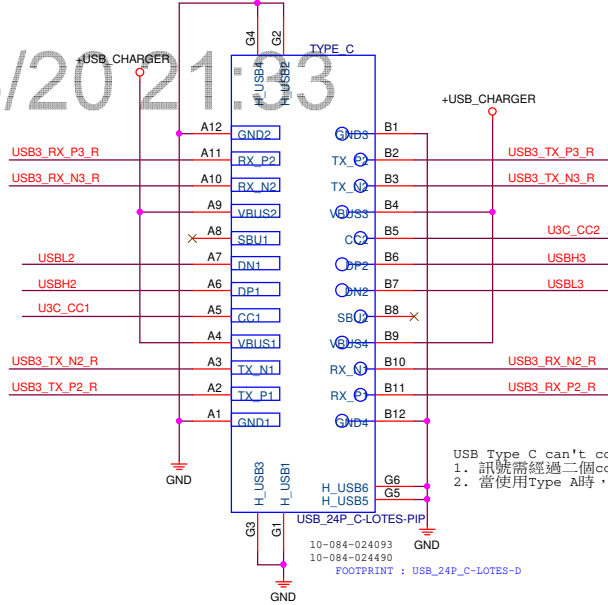 /20 21:33
+USB_CHARGER
G4
G2
TYPE_C
H_USB4
H_USB2
+USB_CHARGER
A12
GND2
GND3
B1
USB3_RX_P3_R
A11
RX_P2
TX_P2
B2
USB3_TX_P3_R
USB3_RX_N3_R
A10
RX_N2
TX_N2
B3
USB3_TX_N3_R
A9
VBUS2
VBUS3
B4
A8
SBU1
CC2
B5
U3C_CC2
USBL2
A7
DN1
DP2
B6
USBH3
USBH2
A6
DP1
DN2
B7
USBL3
U3C_CC1
A5
CC1
SBU2
B8
A4
VBUS1
VBUS4
B9
USB3_TX_N2_R
A3
TX_N1
RX_N1
B10
USB3_RX_N2_R
USB3_TX_P2_R
A2
TX_P1
RX_P1
B11
USB3_RX_P2_R
A1
GND1
GND4
B12
GND
H_USB3
H_USB1
H_USB6
G6
H_USB5
G5
USB Type C can't co
1. 訊號需經過二個co
2. 當使用Type A時，
G3
G1
USB_24P_C-LOTES-PIP
10-084-024093
10-084-024490
GND
FOOTPRINT : USB_24P_C-LOTES-D
GND